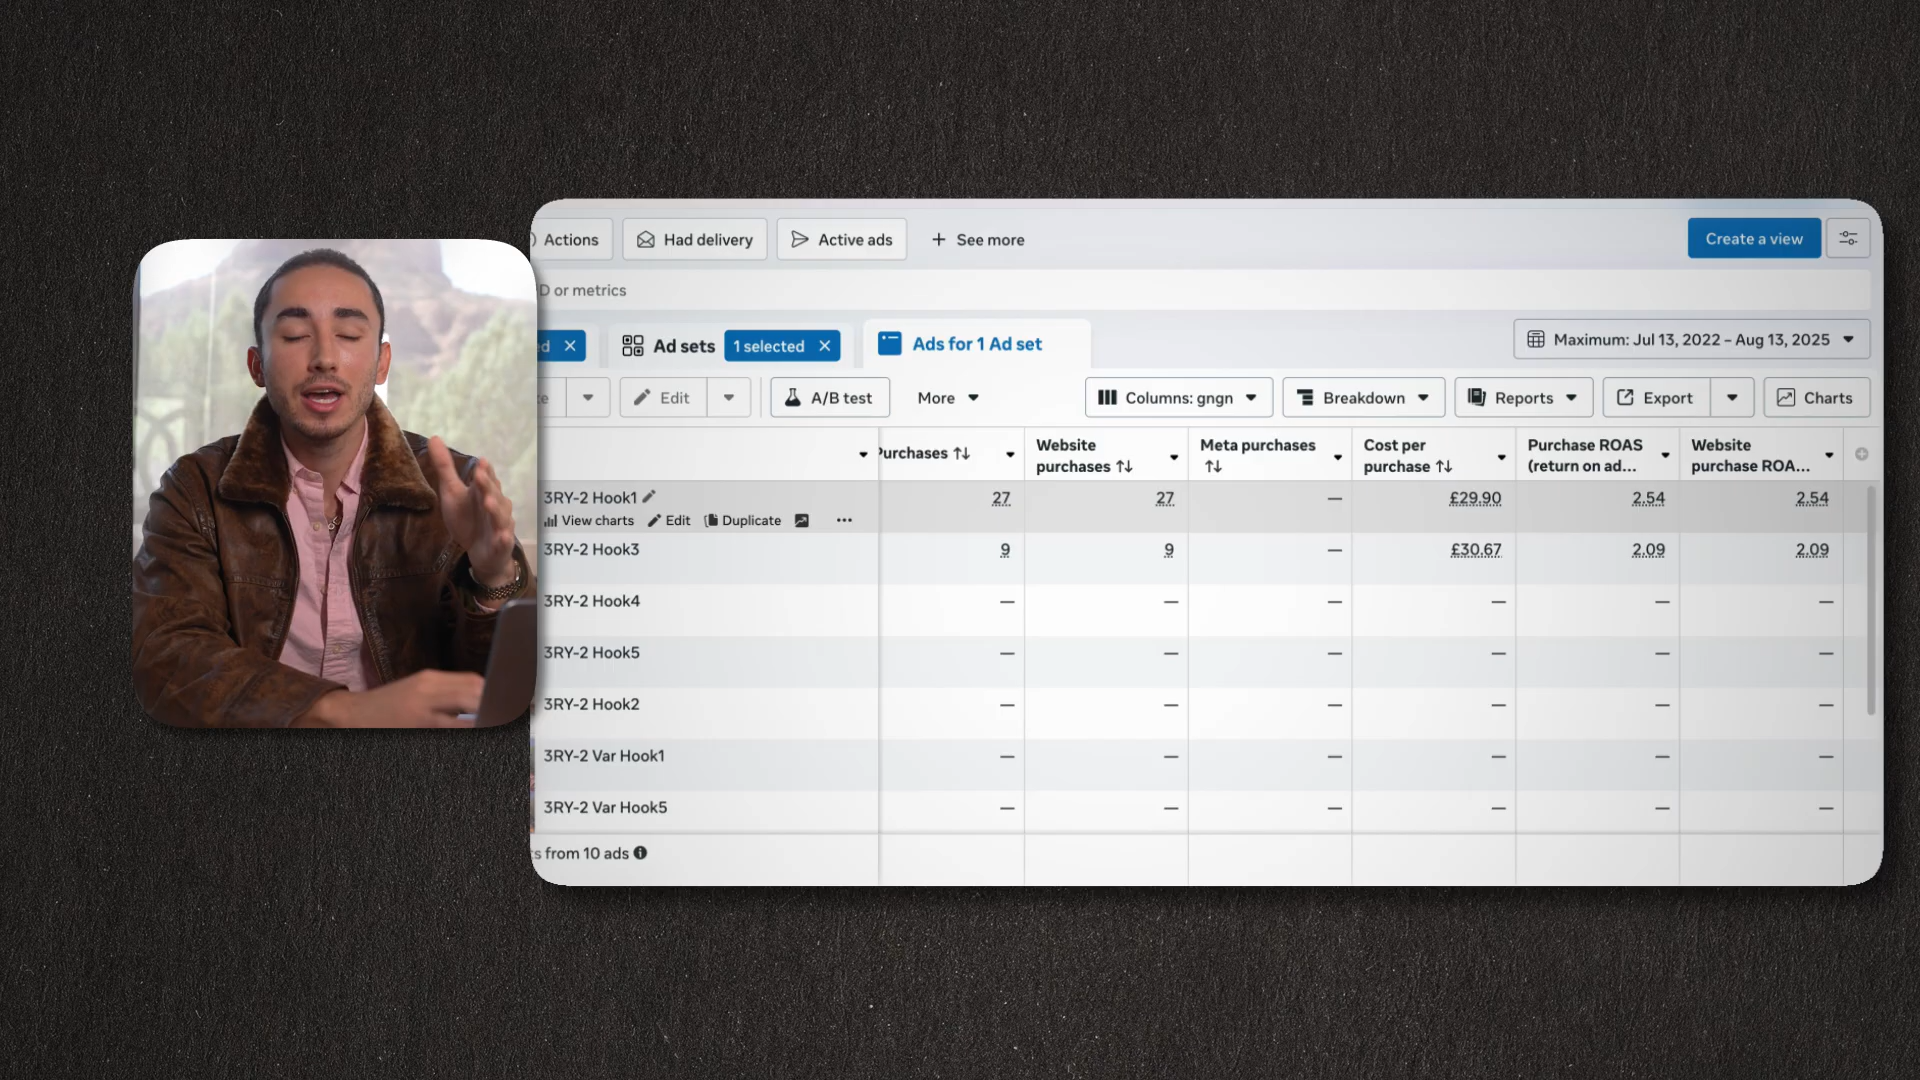 Actions
Had delivery
Active ads
+ See more
Create a view
D or metrics
ed ×
Ad sets
1 selected ×
Ads for 1 Ad set
Maximum: Jul 13, 2022 – Aug 13, 2025
te
Edit
A/B test
More
Columns: gngn
Breakdown
Reports
Export
Charts
Purchases
Website purchases
Meta purchases
Cost per purchase
Purchase ROAS (return on ad...
Website purchase ROA...
3RY-2 Hook1 27 27 — £29.90 2.54 2.54
View charts Edit Duplicate ...
3RY-2 Hook3 9 9 — £30.67 2.09 2.09
3RY-2 Hook4 — — — — — —
3RY-2 Hook5 — — — — — —
3RY-2 Hook2 — — — — — —
3RY-2 Var Hook1 — — — — — —
3RY-2 Var Hook5 — — — — — —
s from 10 ads